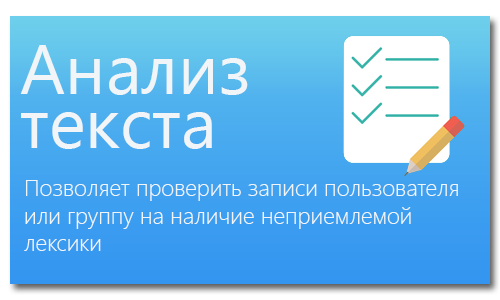 Анализ
текста
Позволяет проверить записи пользователя
или группу на наличие неприемлемой
лексики